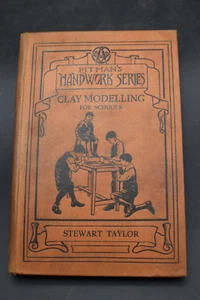 PITMAN'S
HANDWORK SERIES
CLAY MODELLING
FOR SCHOOLS
STEWART TAYLOR